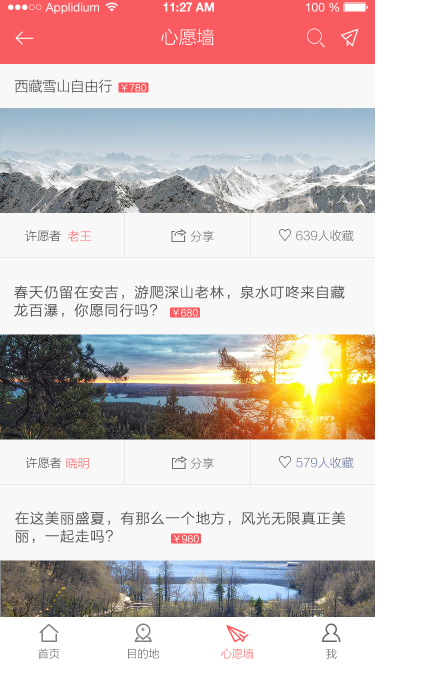 Applidium 11:27 AM 100 %
心愿墙
西藏雪山自由行 ¥780
许愿者 老王 分享 639人收藏
春天仍留在安吉，游爬深山老林，泉水叮咚来自藏
龙百瀑，你愿同行吗？ ¥680
许愿者 晓明 分享 579人收藏
在这美丽盛夏，有那么一个地方，风光无限真正美
丽，一起走吗？ ¥980
首页 目的地 心愿墙 我